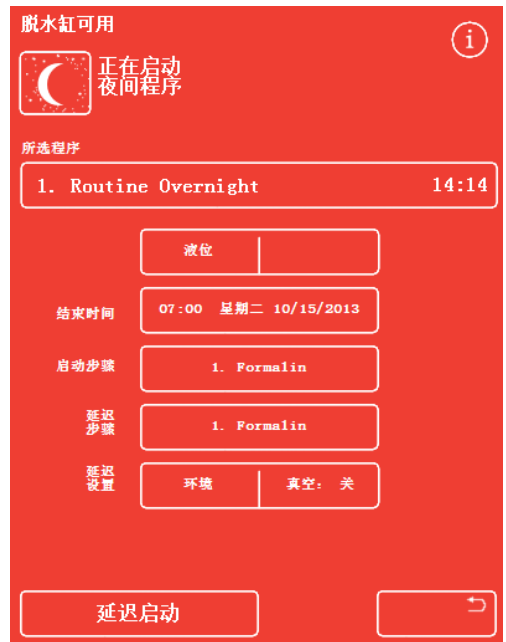 脱水缸可用
i
正在启动
夜间程序
所选程序
1. Routine Overnight 14:14
液位
结束时间 07:00 星期二 10/15/2013
启动步骤 1. Formalin
延迟
步骤
1. Formalin
延迟
设置
环境 真空: 关
延迟启动